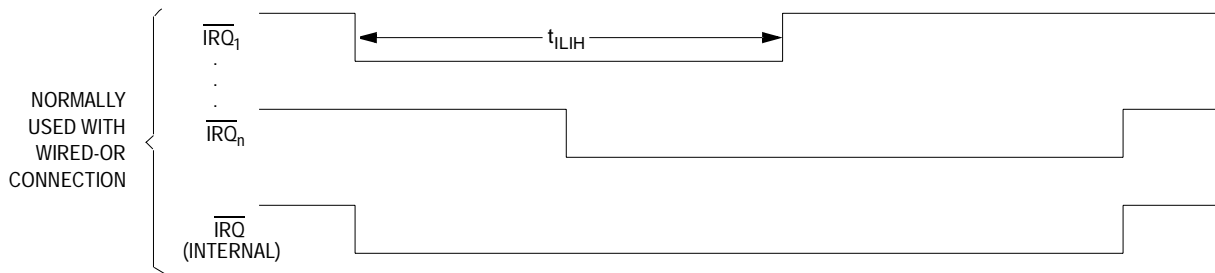 IRQ1
tILIH
.
.
.
NORMALLY
USED WITH
WIRED-OR
CONNECTION
IRQn
IRQ
(INTERNAL)